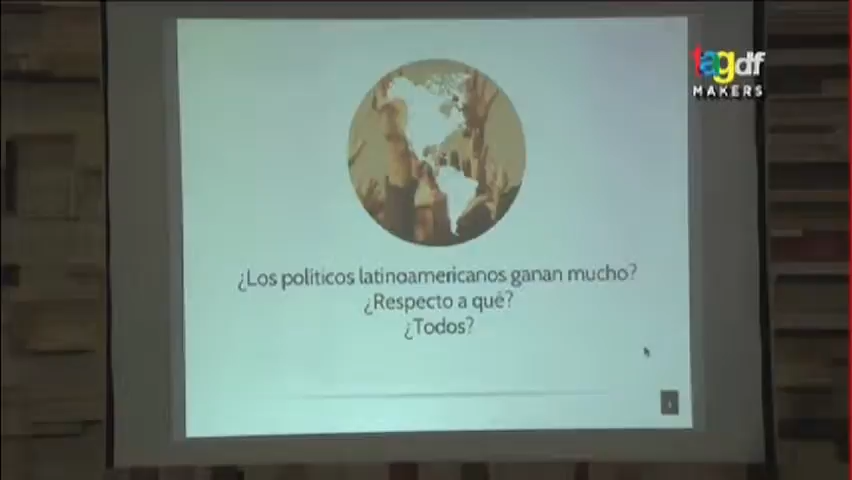 tagdf
MAKERS
¿Los políticos latinoamericanos ganan mucho?
¿Respecto a qué?
¿Todos?